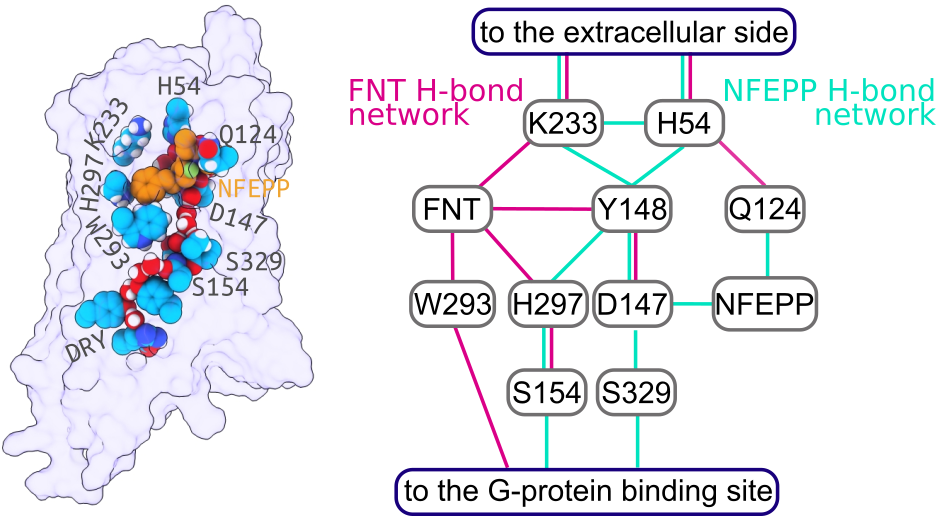 H54
K233
Q124
H297
NFEPP
D147
W293
S329
S154
DRY
to the extracellular side
FNT H-bond
network
NFEPP H-bond
network
K233
H54
FNT
Y148
Q124
W293
H297
D147
NFEPP
S154
S329
to the G-protein binding site